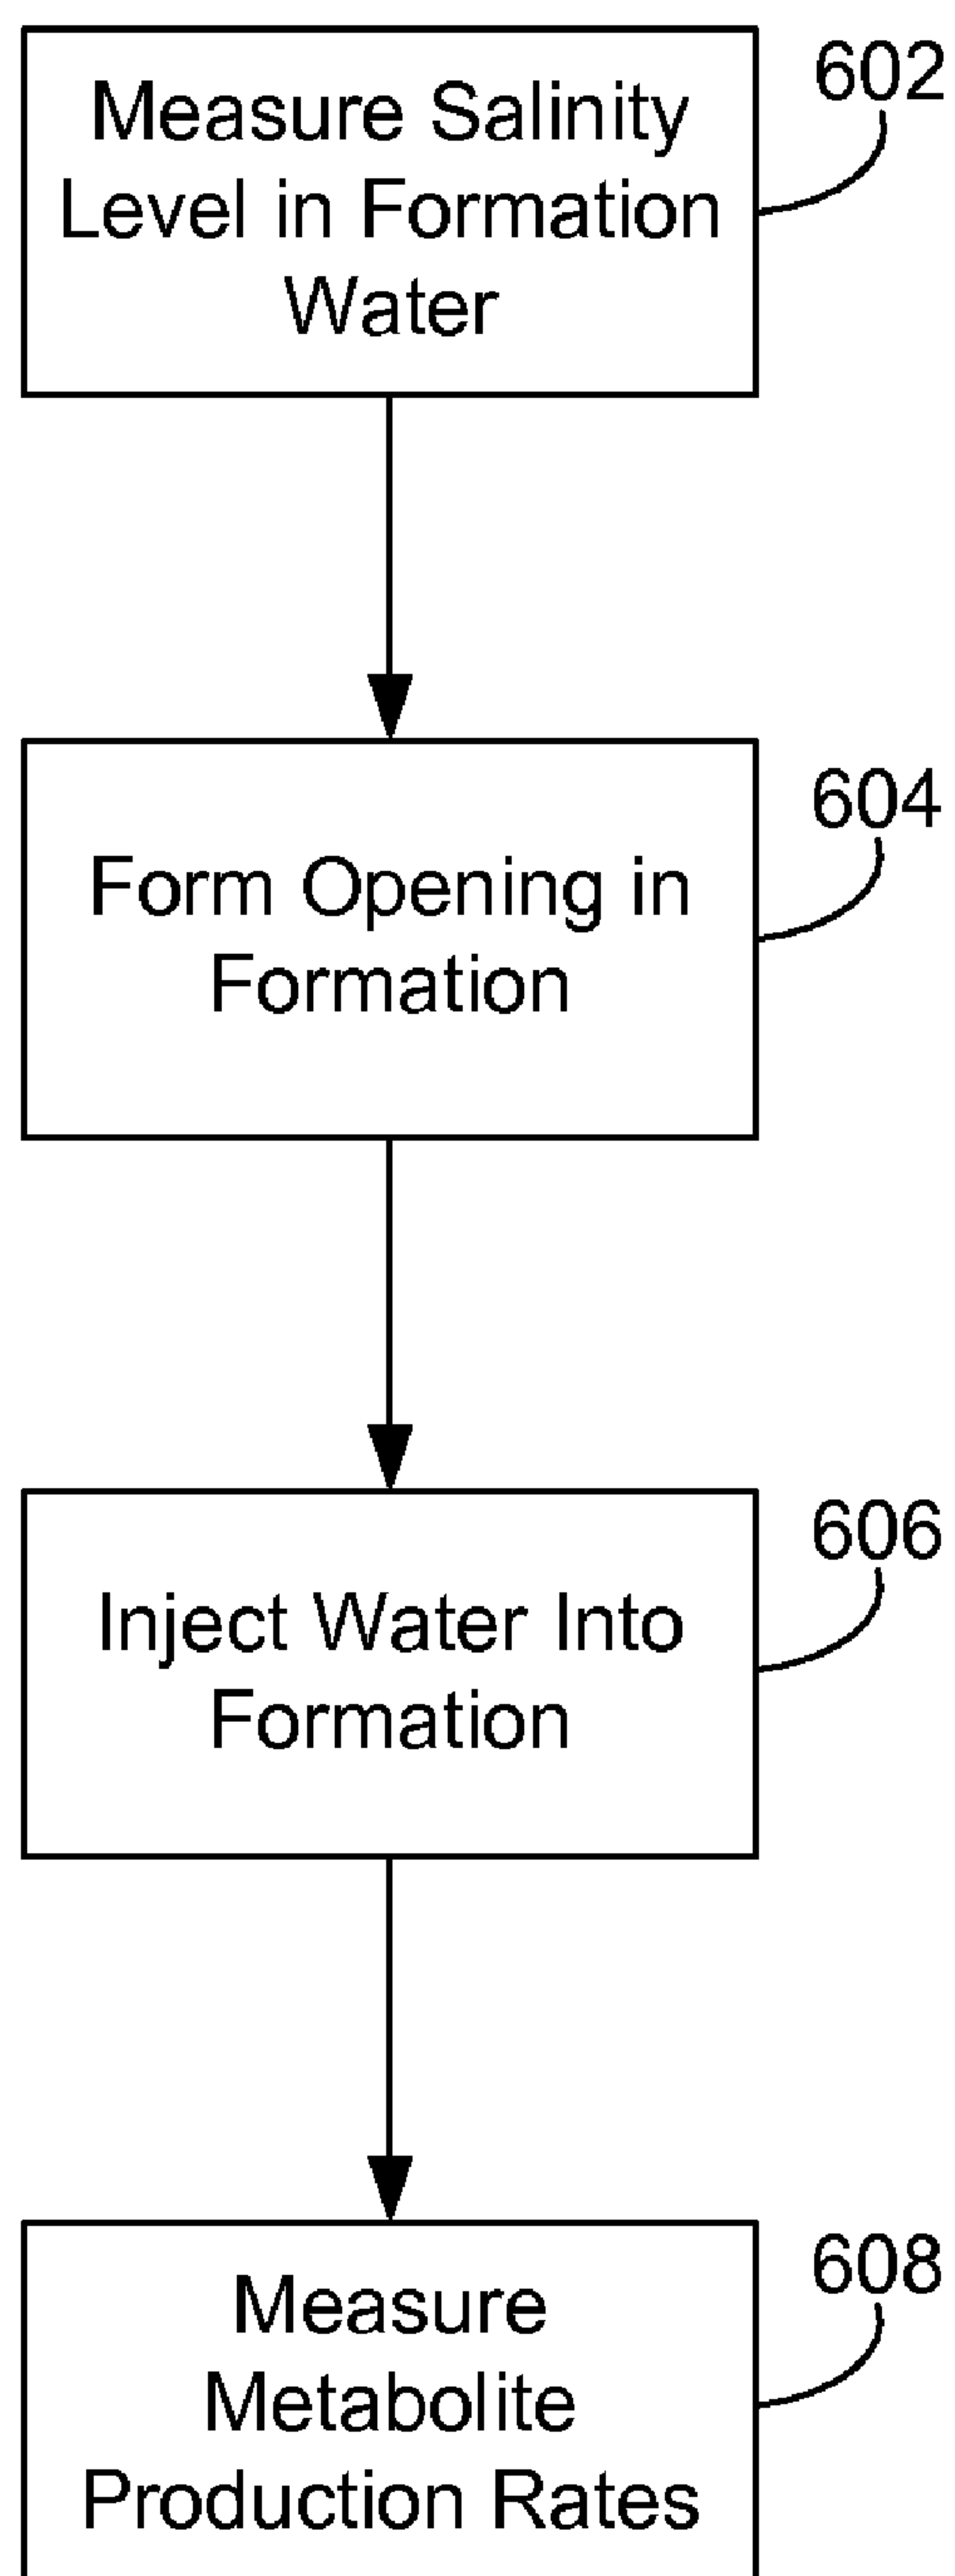 602
Measure Salinity
Level in Formation
Water
604
Form Opening in
Formation
606
Inject Water Into
Formation
608
Measure
Metabolite
Production Rates